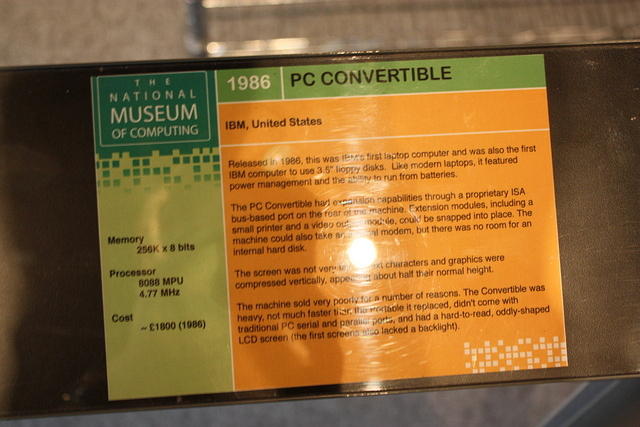 THE
NATIONAL
MUSEUM
OF COMPUTING
1986 PC CONVERTIBLE
IBM, United States
Released in 1986, this was IBM's first laptop computer and was also the first
IBM computer to use 3.5" floppy disks. Like modern laptops, it featured
power management and the ability to run from batteries.
The PC Convertible had expansion capabilities through a proprietary ISA
bus-based port on the rear of the machine. Extension modules, including a
small printer and a video output module, could be snapped into place. The
machine could also take an modem, but there was no room for an
internal hard disk.
The screen was not very characters and graphics were
compressed vertically, appearing about half their normal height.
The machine sold very poorly for a number of reasons. The Convertible was
heavy, not much faster than the Portable it replaced, didn't come with
traditional PC serial and parallel ports, and had a hard-to-read, oddly-shaped
LCD screen (the first screens also lacked a backlight).
Memory
256K x 8 bits
Processor
8088 MPU
4.77 MHz
Cost
~ £1800 (1986)